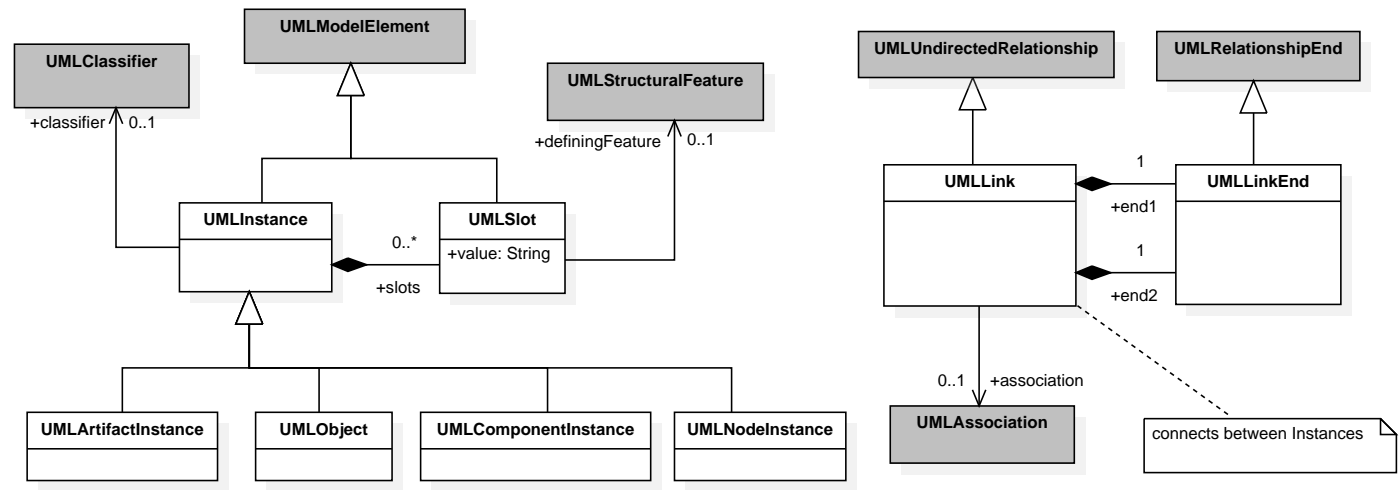 UMLModelElement
UMLClassifier
UMLStructuralFeature
+classifier
0..1
+definingFeature
0..1
UMLInstance
UMLSlot
+value: String
0..*
+slots
UMLArtifactInstance
UMLObject
UMLComponentInstance
UMLNodeInstance
UMLUndirectedRelationship
UMLRelationshipEnd
UMLLink
UMLLinkEnd
1
+end1
1
+end2
0..1
+association
UMLAssociation
connects between Instances